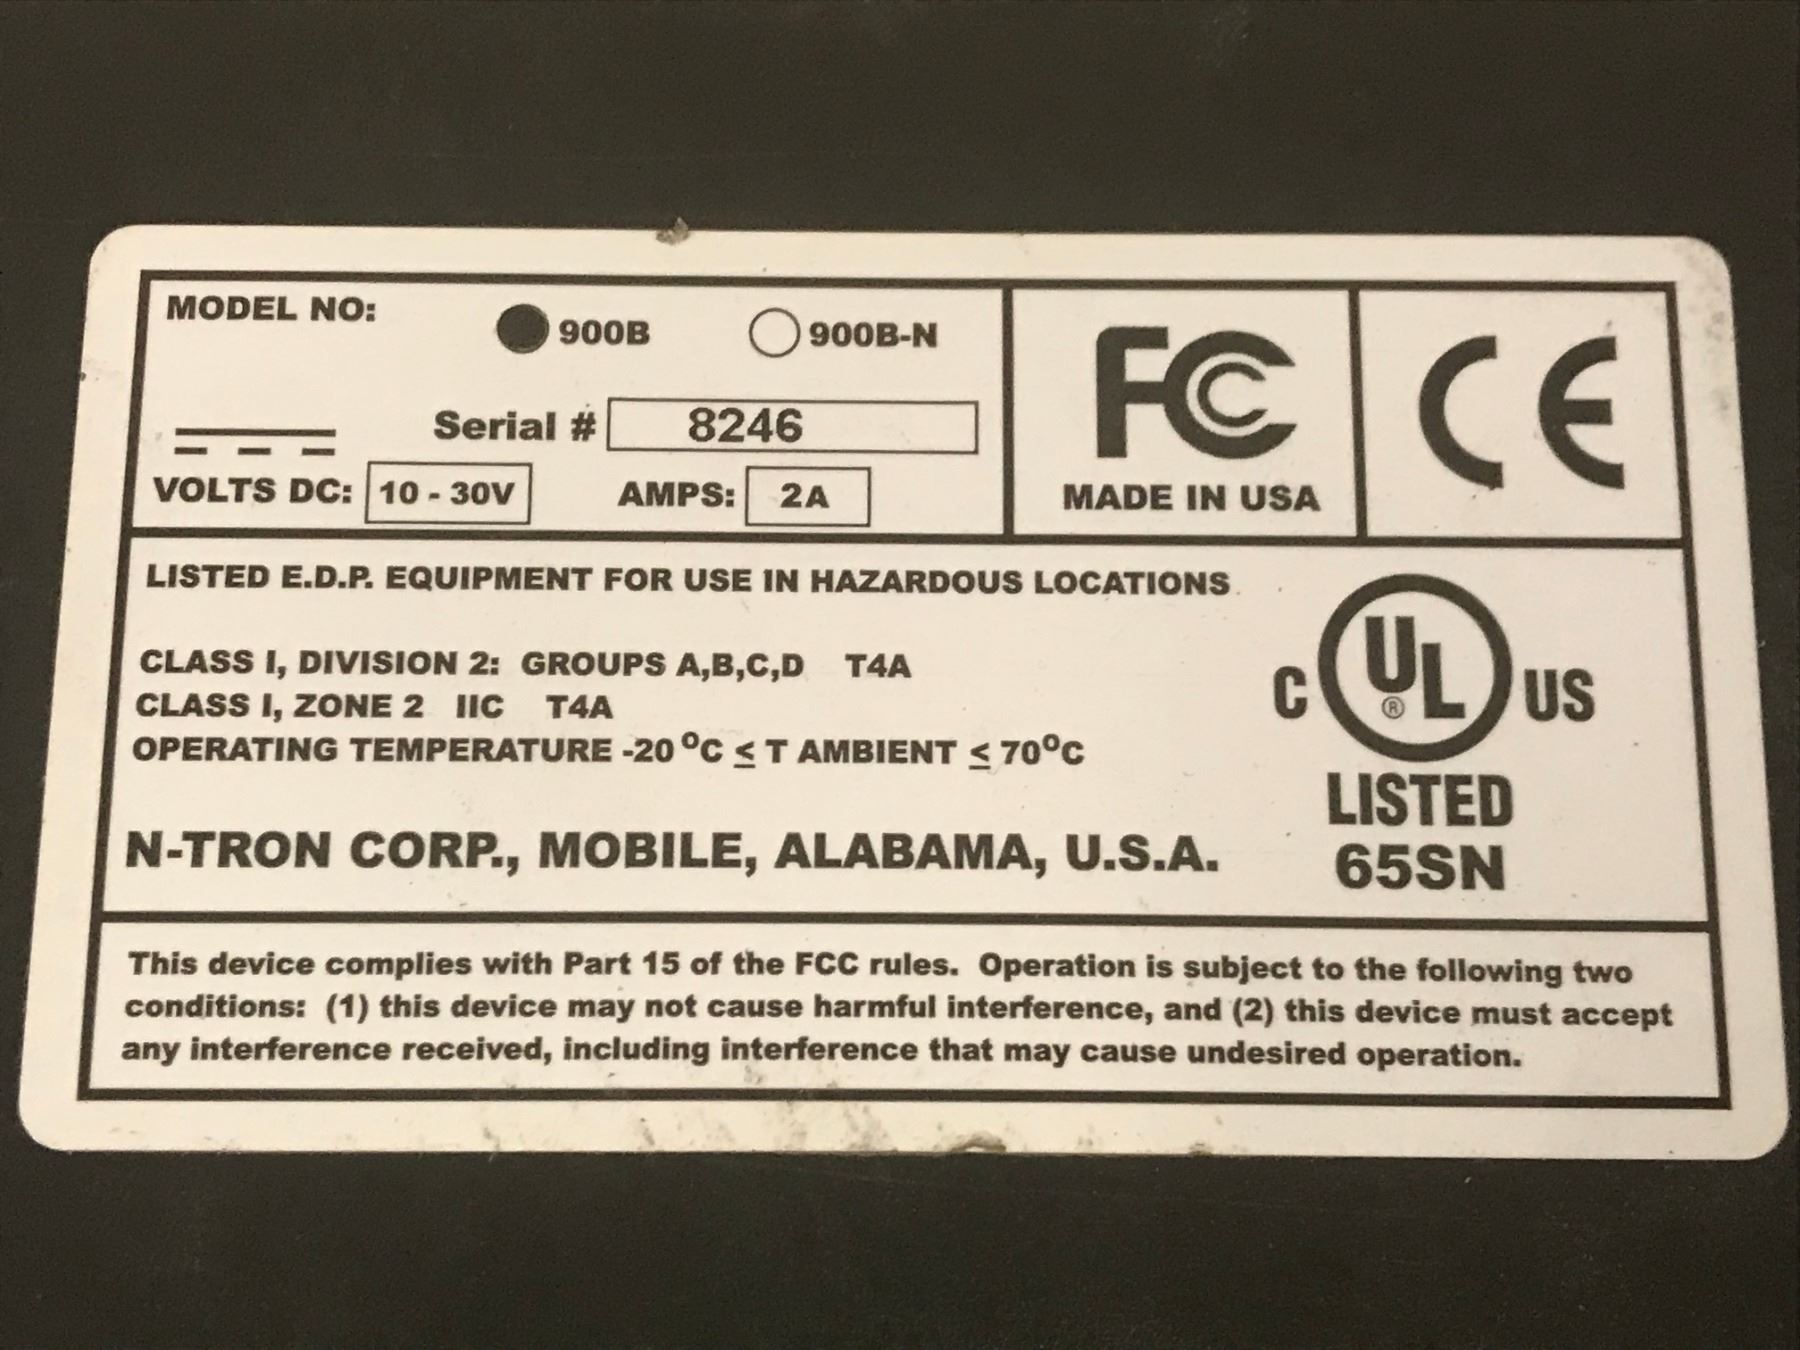 MODEL NO: 900B 900B-N
Serial # 8246
VOLTS DC: 10 - 30V AMPS: 2A
FC
MADE IN USA
CE
LISTED E.D.P. EQUIPMENT FOR USE IN HAZARDOUS LOCATIONS
CLASS I, DIVISION 2: GROUPS A,B,C,D T4A
CLASS I, ZONE 2 IIC T4A
OPERATING TEMPERATURE -20 °C ≤ T AMBIENT ≤ 70°C
N-TRON CORP., MOBILE, ALABAMA, U.S.A.
C UL ® US
LISTED
65SN
This device complies with Part 15 of the FCC rules. Operation is subject to the following two
conditions: (1) this device may not cause harmful interference, and (2) this device must accept
any interference received, including interference that may cause undesired operation.